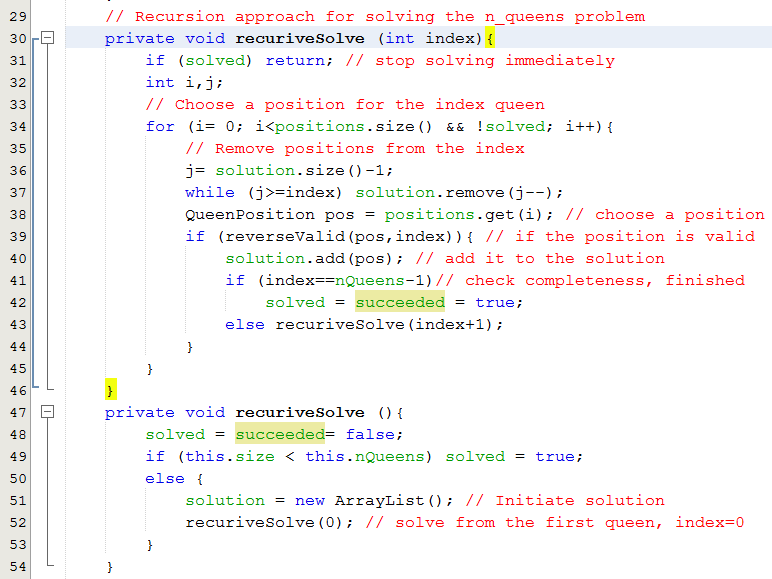 29 // Recursion approach for solving the n_queens problem
30 private void recuriveSolve (int index){
31 if (solved) return; // stop solving immediately
32 int i,j;
33 // Choose a position for the index queen
34 for (i= 0; i<positions.size() && !solved; i++){
35 // Remove positions from the index
36 j= solution.size()-1;
37 while (j>=index) solution.remove(j--);
38 QueenPosition pos = positions.get(i); // choose a position
39 if (reverseValid(pos,index)){ // if the position is valid
40 solution.add(pos); // add it to the solution
41 if (index==nQueens-1)// check completeness, finished
42 solved = succeeded = true;
43 else recuriveSolve(index+1);
44 }
45 }
46 }
47 private void recuriveSolve (){
48 solved = succeeded= false;
49 if (this.size < this.nQueens) solved = true;
50 else {
51 solution = new ArrayList(); // Initiate solution
52 recuriveSolve(0); // solve from the first queen, index=0
53 }
54 }